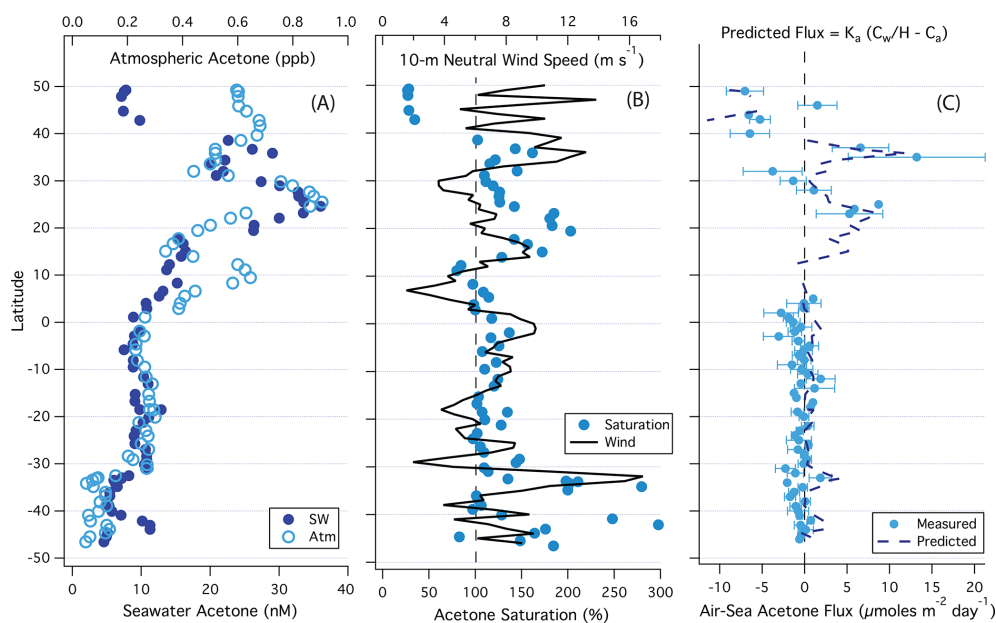 0.0 0.2 0.4 0.6 0.8 1.0
Atmospheric Acetone (ppb)
0 4 8 12 16
10-m Neutral Wind Speed (m s⁻¹)
Predicted Flux = Kₐ (C_w/H - Cₐ)
(A)
(B)
(C)
Latitude
50
40
30
20
10
0
-10
-20
-30
-40
-50
SW
Atm
Saturation
Wind
Measured
Predicted
0 10 20 30 40
Seawater Acetone (nM)
0 50 100 150 200 250 300
Acetone Saturation (%)
-10 -5 0 5 10 15 20
Air-Sea Acetone Flux (µmoles m⁻² day⁻¹)